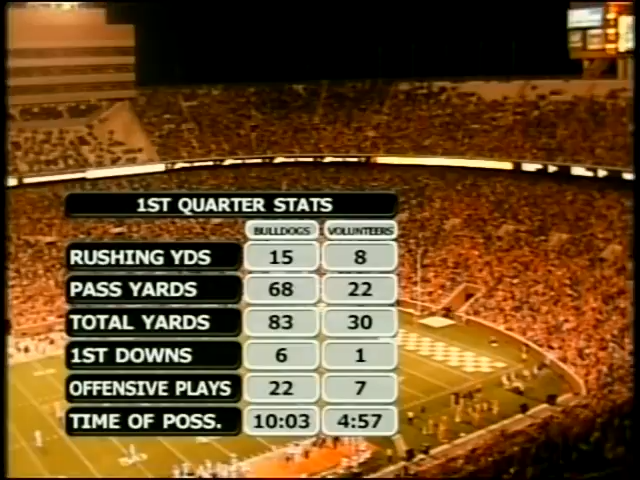 1ST QUARTER STATS
BULLDOGS VOLUNTEERS
RUSHING YDS 15 8
PASS YARDS 68 22
TOTAL YARDS 83 30
1ST DOWNS 6 1
OFFENSIVE PLAYS 22 7
TIME OF POSS. 10:03 4:57